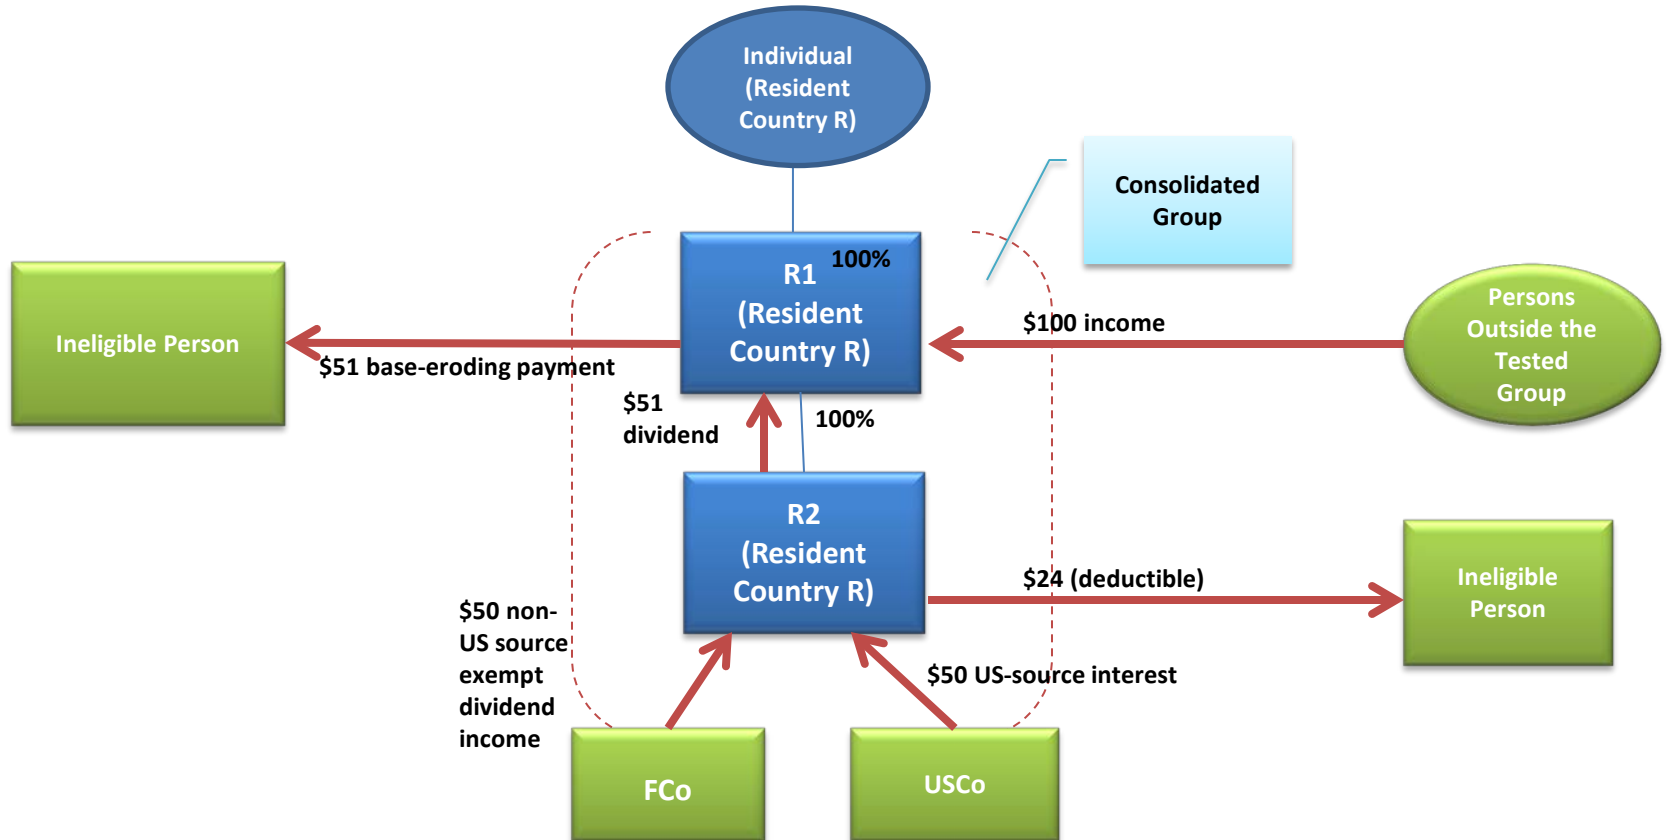 Individual
(Resident
Country R)
Consolidated
Group
100%
R1
(Resident
Country R)
Ineligible Person
$51 base-eroding payment
$100 income
Persons
Outside the
Tested
Group
$51
dividend
100%
R2
(Resident
Country R)
$24 (deductible)
Ineligible
Person
$50 non-
US source
exempt
dividend
income
$50 US-source interest
FCo
USCo